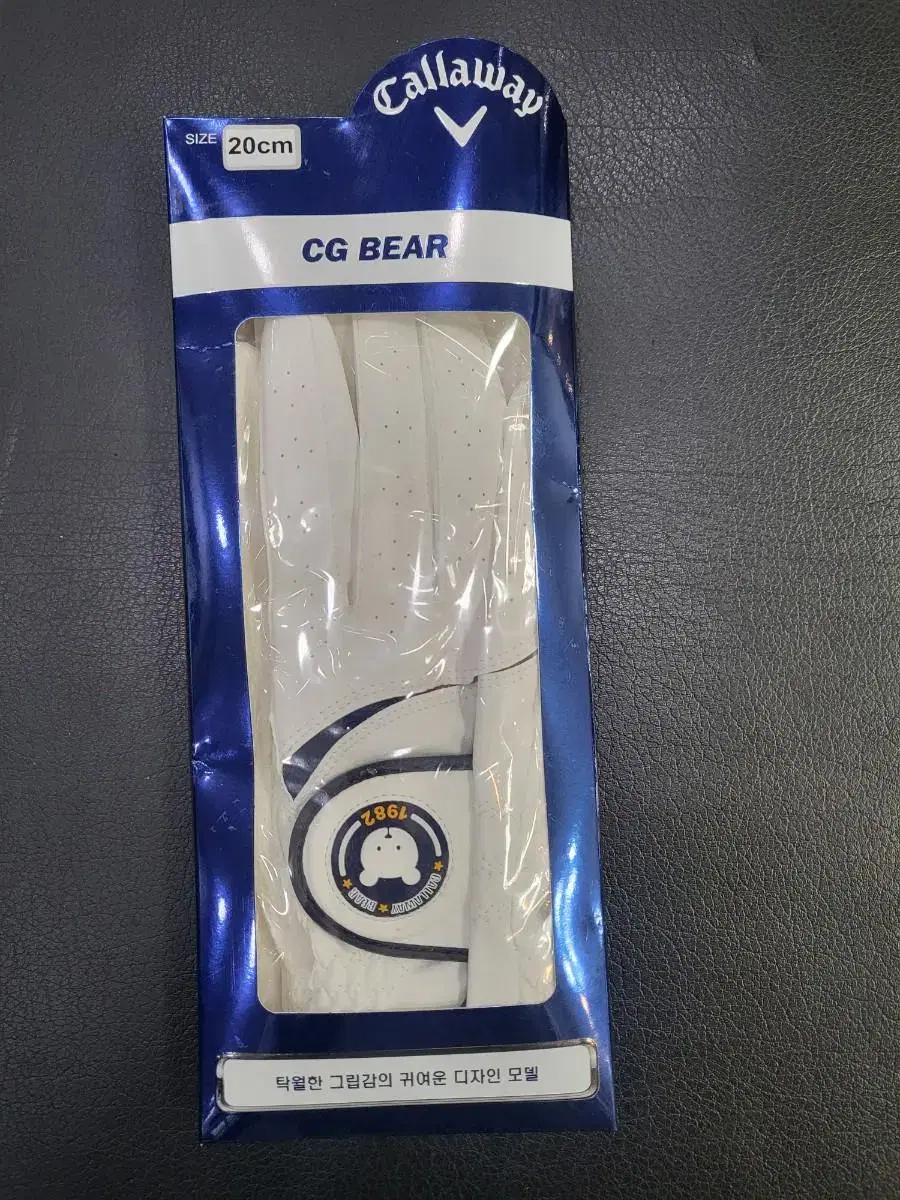 Callaway
SIZE 20cm
CG BEAR
1982
CALLAWAY ★ BEAR
탁월한 그립감의 귀여운 디자인 모델